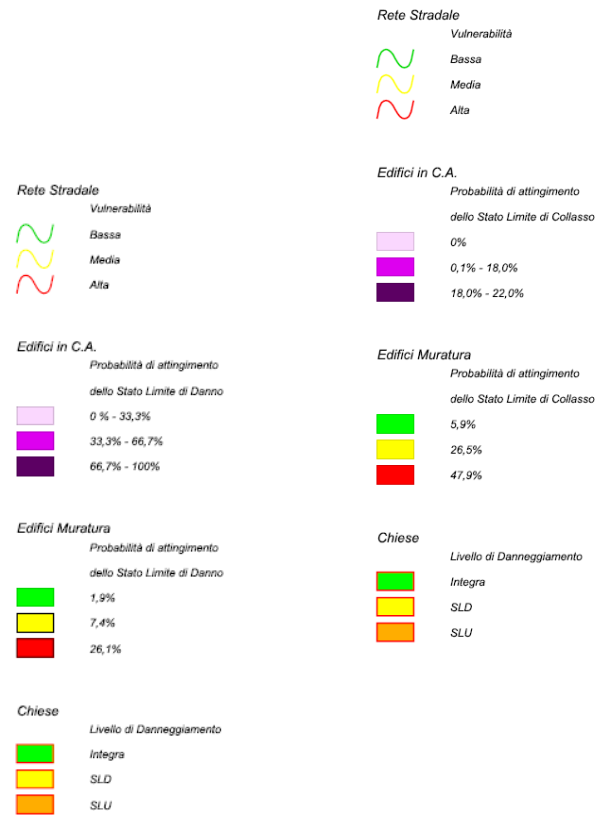 Rete Stradale
Vulnerabilità
Bassa
Media
Alta
Edifici in C.A.
Probabilità di attingimento
dello Stato Limite di Danno
0 % - 33,3%
33,3% - 66,7%
66,7% - 100%
Edifici Muratura
Probabilità di attingimento
dello Stato Limite di Danno
1,9%
7,4%
26,1%
Chiese
Livello di Danneggiamento
Integra
SLD
SLU
Rete Stradale
Vulnerabilità
Bassa
Media
Alta
Edifici in C.A.
Probabilità di attingimento
dello Stato Limite di Collasso
0%
0,1% - 18,0%
18,0% - 22,0%
Edifici Muratura
Probabilità di attingimento
dello Stato Limite di Collasso
5,9%
26,5%
47,9%
Chiese
Livello di Danneggiamento
Integra
SLD
SLU